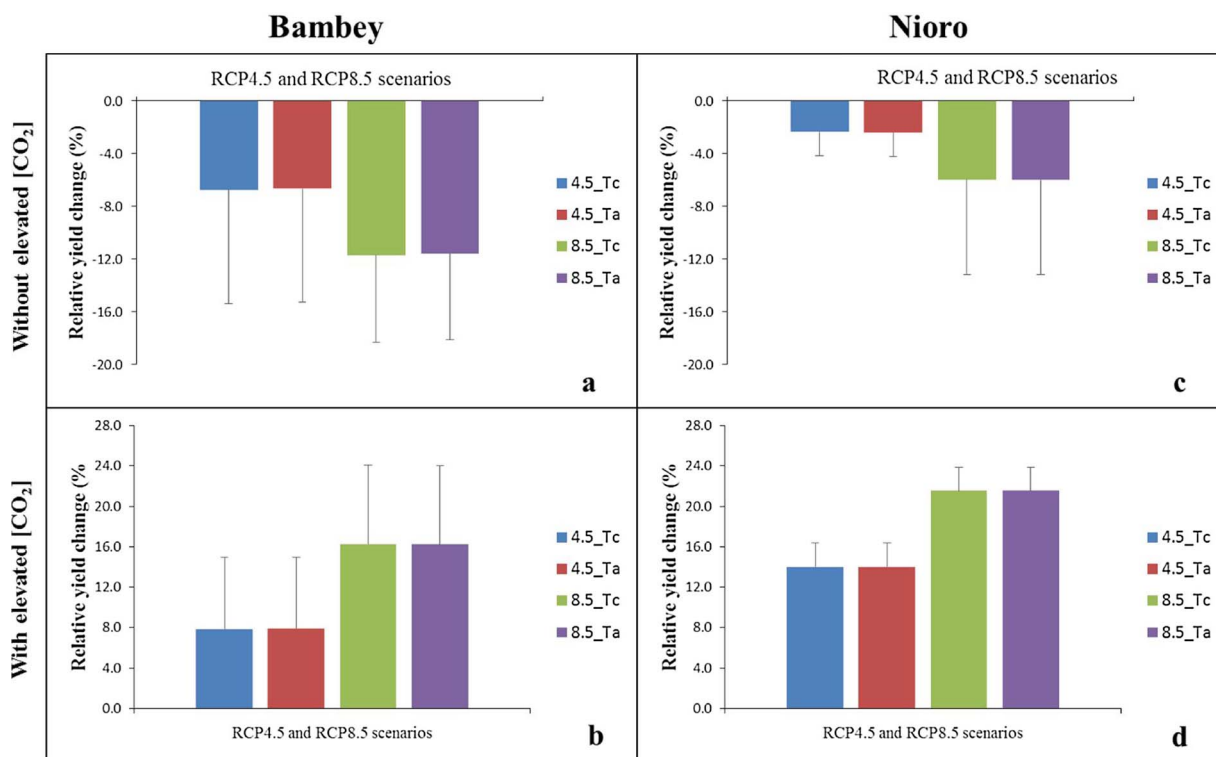 Bambey
Nioro
Without elevated [CO₂]
With elevated [CO₂]
RCP4.5 and RCP8.5 scenarios
Relative yield change (%)
0.0
-4.0
-8.0
-12.0
-16.0
-20.0
4.5_Tc
4.5_Ta
8.5_Tc
8.5_Ta
a
RCP4.5 and RCP8.5 scenarios
Relative yield change (%)
0.0
-4.0
-8.0
-12.0
-16.0
-20.0
4.5_Tc
4.5_Ta
8.5_Tc
8.5_Ta
c
Relative yield change (%
28.0
24.0
20.0
16.0
12.0
8.0
4.0
0.0
4.5_Tc
4.5_Ta
8.5_Tc
8.5_Ta
RCP4.5 and RCP8.5 scenarios
b
Relative yield change (%
28.0
24.0
20.0
16.0
12.0
8.0
4.0
0.0
4.5_Tc
4.5_Ta
8.5_Tc
8.5_Ta
RCP4.5 and RCP8.5 scenarios
d